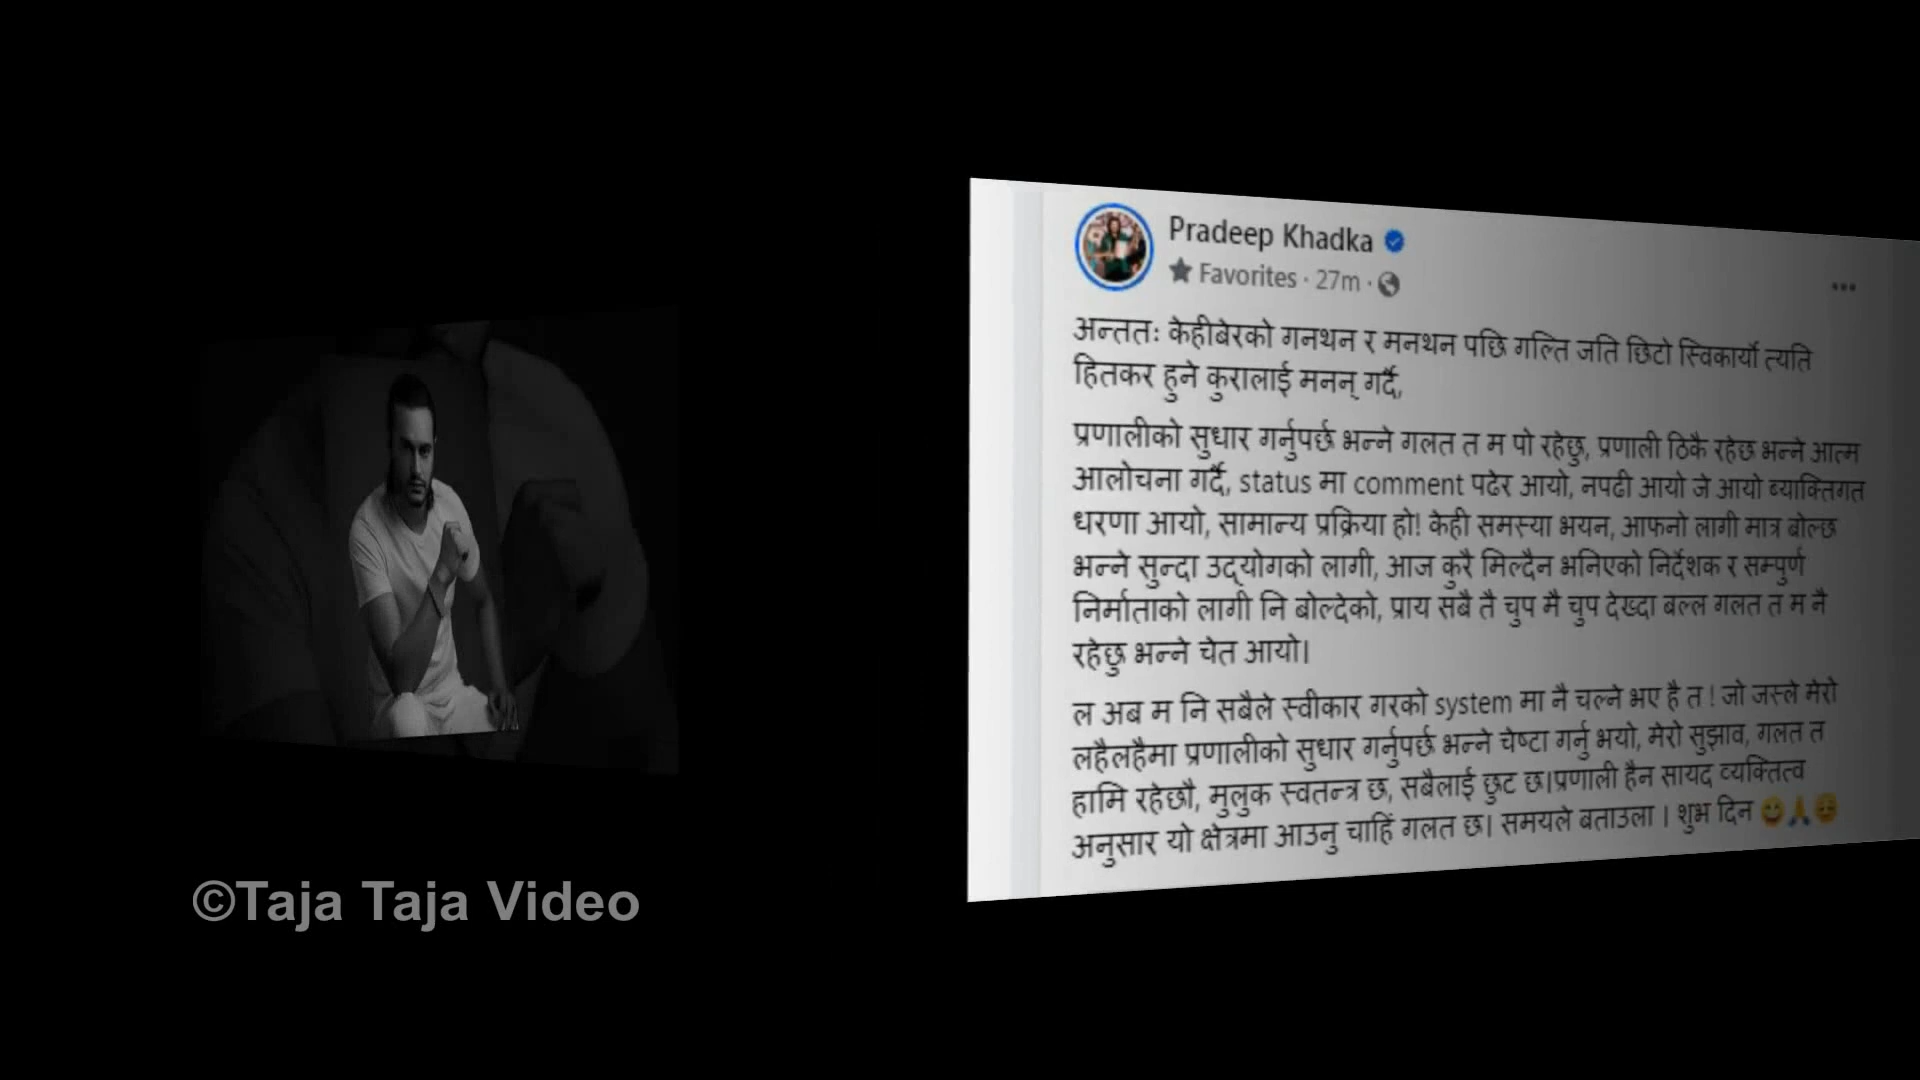 Pradeep Khadka
Favorites · 27m ·
अन्ततः केहीबेरको गनथन र मनथन पछि गल्ति जति छिटो स्विकार्यो त्यति
हितकर हुने कुरालाई मनन् गर्दै,
प्रणालीको सुधार गर्नुपर्छ भन्ने गलत त म पो रहेछु, प्रणाली ठिकै रहेछ भन्ने आत्म
आलोचना गर्दै, status मा comment पढेर आयो, नपढी आयो जे आयो ब्याक्तिगत
धरणा आयो, सामान्य प्रक्रिया हो! केही समस्या भयन, आफनो लागी मात्र बोल्छ
भन्ने सुन्दा उद्योगको लागी, आज कुरै मिल्दैन भनिएको निर्देशक र सम्पुर्ण
निर्माताको लागी नि बोल्देको, प्राय सबै तै चुप मै चुप देख्दा बल्ल गलत त म नै
रहेछु भन्ने चेत आयो।
ल अब म नि सबैले स्वीकार गरको system मा नै चल्ने भए है त ! जो जस्ले मेरो
लहैलहैमा प्रणालीको सुधार गर्नुपर्छ भन्ने चेष्टा गर्नु भयो, मेरो सुझाव, गलत त
हामि रहेछौ, मुलुक स्वतन्त्र छ, सबैलाई छुट छ।प्रणाली हैन सायद व्यक्तित्व
अनुसार यो क्षेत्रमा आउनु चाहिं गलत छ। समयले बताउला । शुभ दिन 😄🙏☺️
©Taja Taja Video